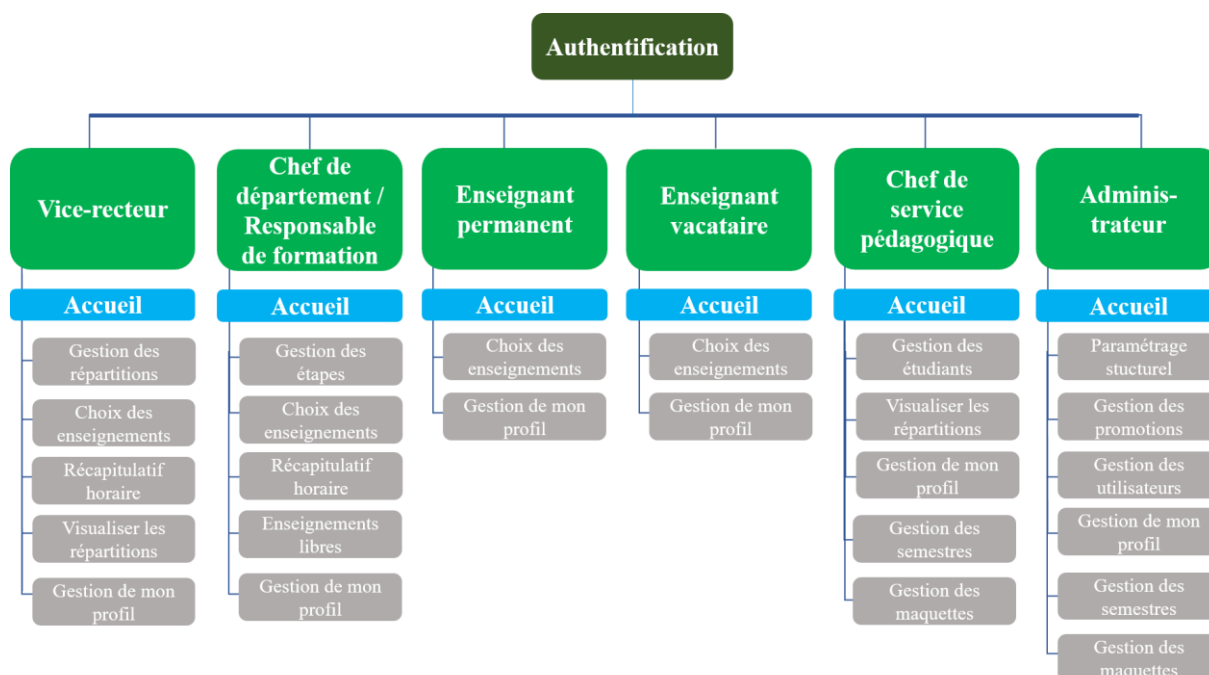 Authentification
Vice-recteur
Chef de
département /
Responsable
de formation
Enseignant
permanent
Enseignant
vacataire
Chef de
service
pédagogique
Adminis-
trateur
Accueil
Accueil
Accueil
Accueil
Accueil
Accueil
Gestion des
répartitions
Choix des
enseignements
Récapitulatif
horaire
Visualiser les
répartitions
Gestion de mon
profil
Gestion des
étapes
Choix des
enseignements
Récapitulatif
horaire
Enseignements
libres
Gestion de mon
profil
Choix des
enseignements
Gestion de mon
profil
Choix des
enseignements
Gestion de mon
profil
Gestion des
étudiants
Visualiser les
répartitions
Gestion de mon
profil
Gestion des
semestres
Gestion des
maquettes
Paramétrage
stucturel
Gestion des
promotions
Gestion des
utilisateurs
Gestion de mon
profil
Gestion des
semestres
Gestion des
maquettes